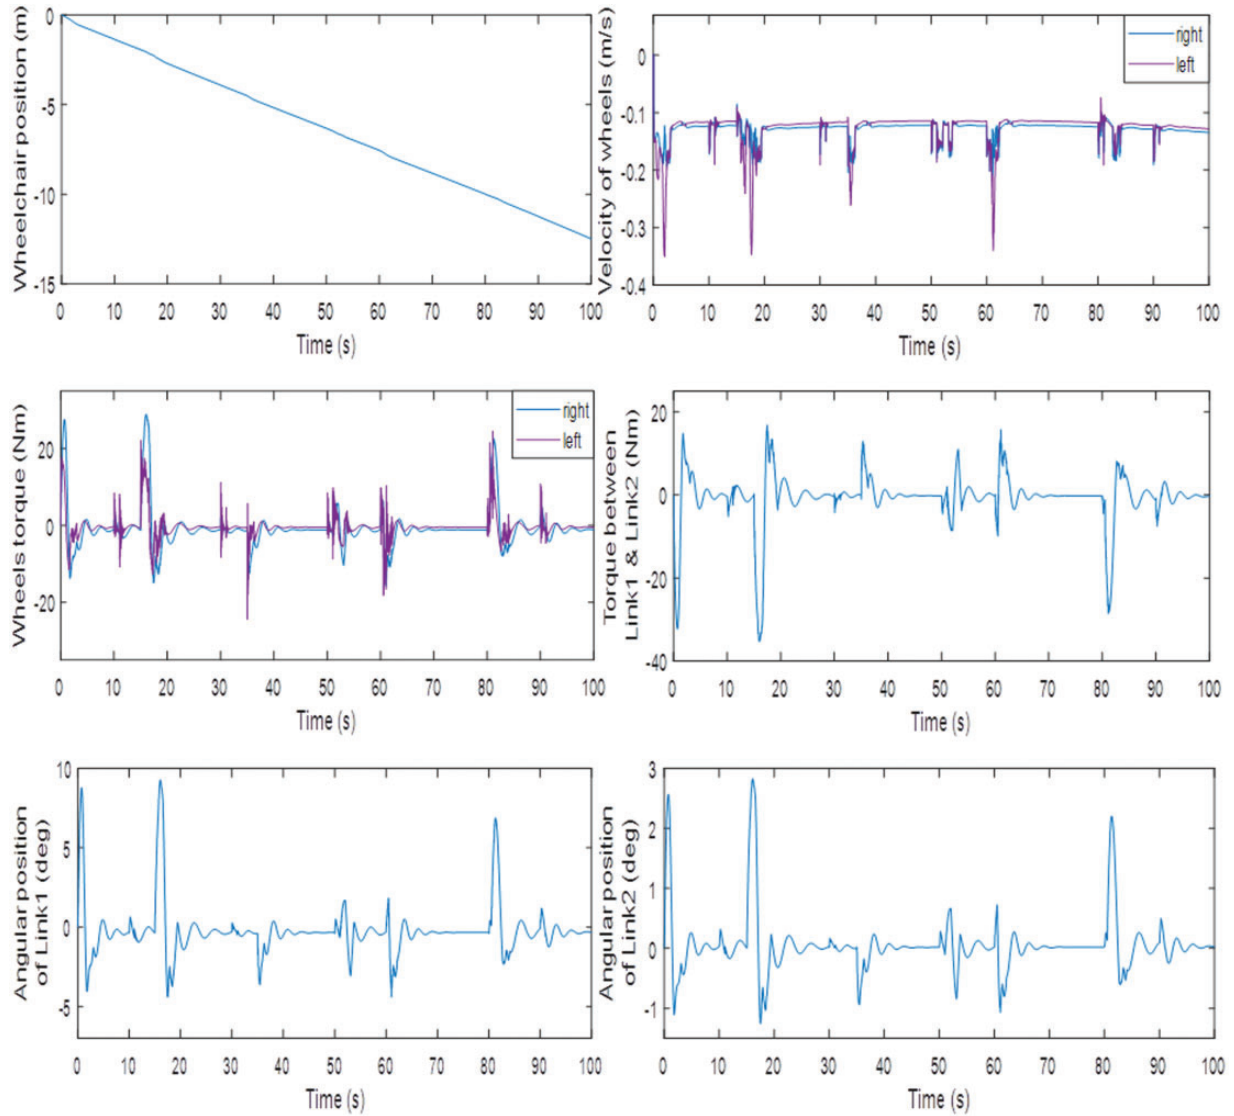 Wheelchair position (m)
0
-5
-10
-15
0 10 20 30 40 50 60 70 80 90 100
Time (s)
Velocity of wheels (m/s)
0
-0.1
-0.2
-0.3
-0.4
right
left
0 10 20 30 40 50 60 70 80 90 100
Time (s)
Wheels torque (Nm)
20
0
-20
right
left
0 10 20 30 40 50 60 70 80 90 100
Time (s)
Torque between
Link1 & Link2 (Nm)
20
0
-20
-40
0 10 20 30 40 50 60 70 80 90 100
Time (s)
Angular position
of Link1 (deg)
10
5
0
-5
0 10 20 30 40 50 60 70 80 90 100
Time (s)
Angular position
of Link2 (deg)
3
2
1
0
-1
0 10 20 30 40 50 60 70 80 90 100
Time (s)